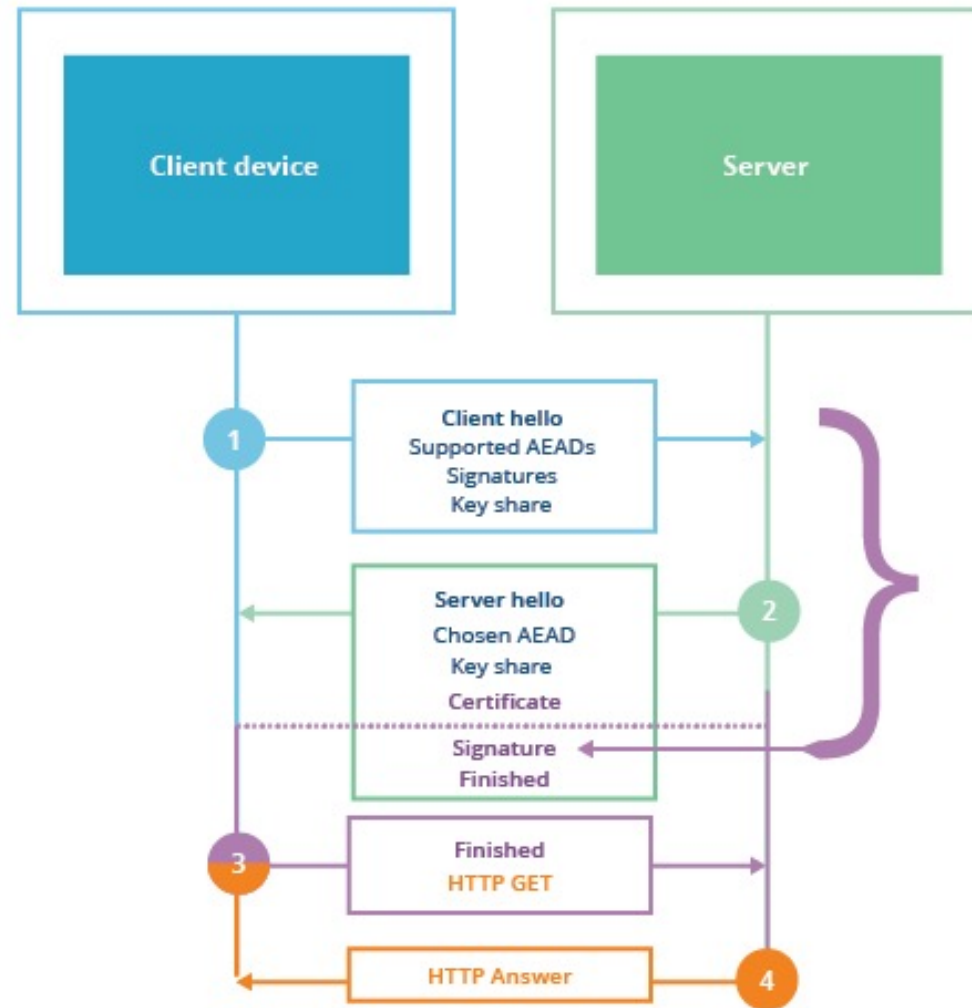 Client device
Server
1
Client hello
Supported AEADs
Signatures
Key share
2
Server hello
Chosen AEAD
Key share
Certificate
Signature
Finished
3
Finished
HTTP GET
HTTP Answer
4